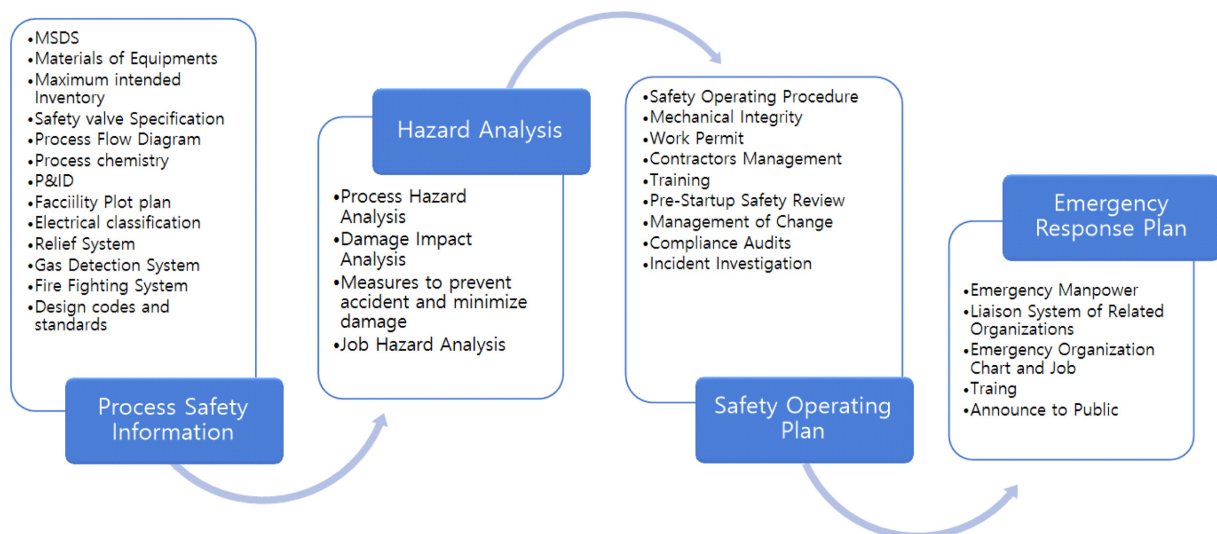 •MSDS
•Materials of Equipments
•Maximum intended
Inventory
•Safety valve Specification
•Process Flow Diagram
•Process chemistry
•P&ID
•Facciility Plot plan
•Electrical classification
•Relief System
•Gas Detection System
•Fire Fighting System
•Design codes and
standards
Process Safety
Information
Hazard Analysis
•Process Hazard
Analysis
•Damage Impact
Analysis
•Measures to prevent
accident and minimize
damage
•Job Hazard Analysis
•Safety Operating Procedure
•Mechanical Integrity
•Work Permit
•Contractors Management
•Training
•Pre-Startup Safety Review
•Management of Change
•Compliance Audits
•Incident Investigation
Safety Operating
Plan
Emergency
Response Plan
•Emergency Manpower
•Liaison System of Related
Organizations
•Emergency Organization
Chart and Job
•Traing
•Announce to Public